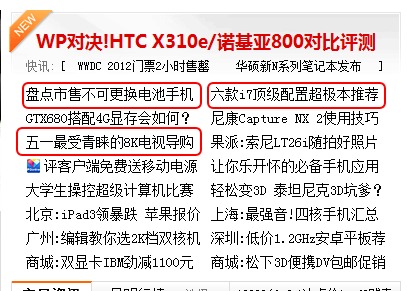 NEW
WP对决!HTC X310e/诺基亚800对比评测
快讯: [ WWDC 2012门票2小时售罄 华硕新N系列笔记本发布 ]
盘点市售不可更换电池手机 六款i7顶级配置超极本推荐
GTX680搭配4G显存会如何? 尼康Capture NX 2使用技巧
五一最受青睐的3K电视导购 果派:索尼LT26i随拍好照片
评客户端免费送移动电源 让你乐开怀的必备手机应用
大学生操控超级计算机比赛 轻松变3D 泰坦尼克3D坑爹?
北京:iPad3领暴跌 苹果报价 上海:最强音!四核手机汇总
广州:编辑教你选2K档双核机 深圳:低价1.2GHz安卓平板荐
商城:双显卡IBM劲减1100元 商城:松下3D便携DV包邮促销